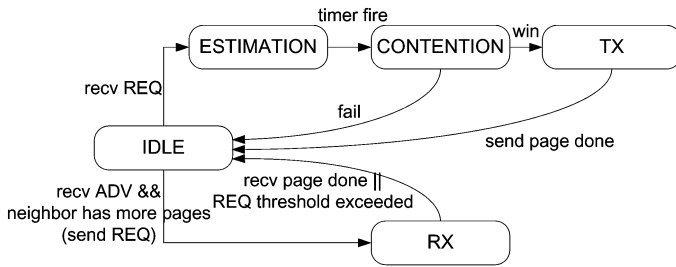 timer fire
win
ESTIMATION
CONTENTION
TX
recv REQ
fail
send page done
IDLE
recv page done ||
REQ threshold exceeded
recv ADV &&
neighbor has more pages
(send REQ)
RX